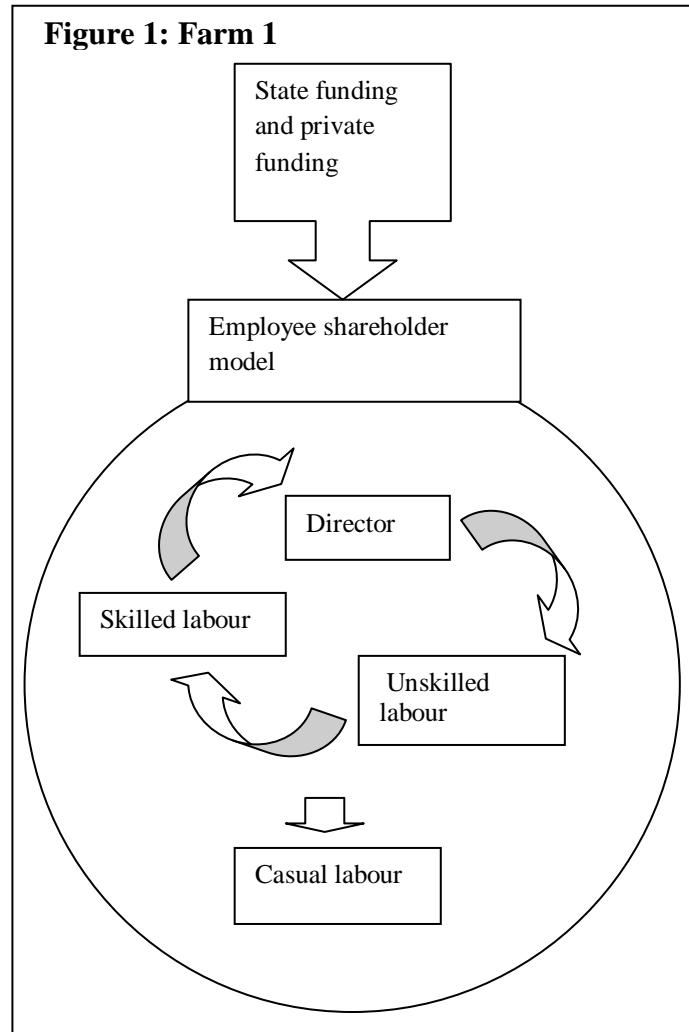 Figure 1: Farm 1
State funding
and private
funding
Employee shareholder
model
Director
Skilled labour
Unskilled
labour
Casual labour